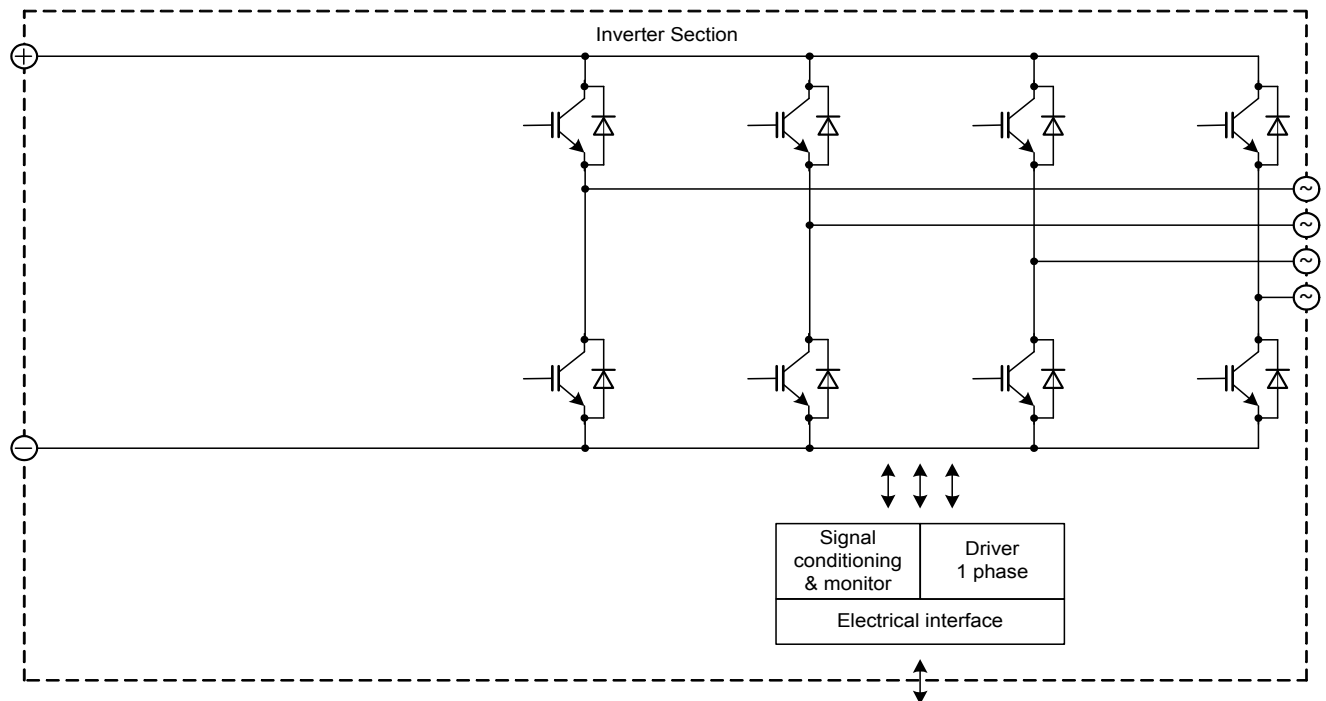 Inverter Section
+
~
~
~
~
−
Signal
conditioning
& monitor
Driver
1 phase
Electrical interface